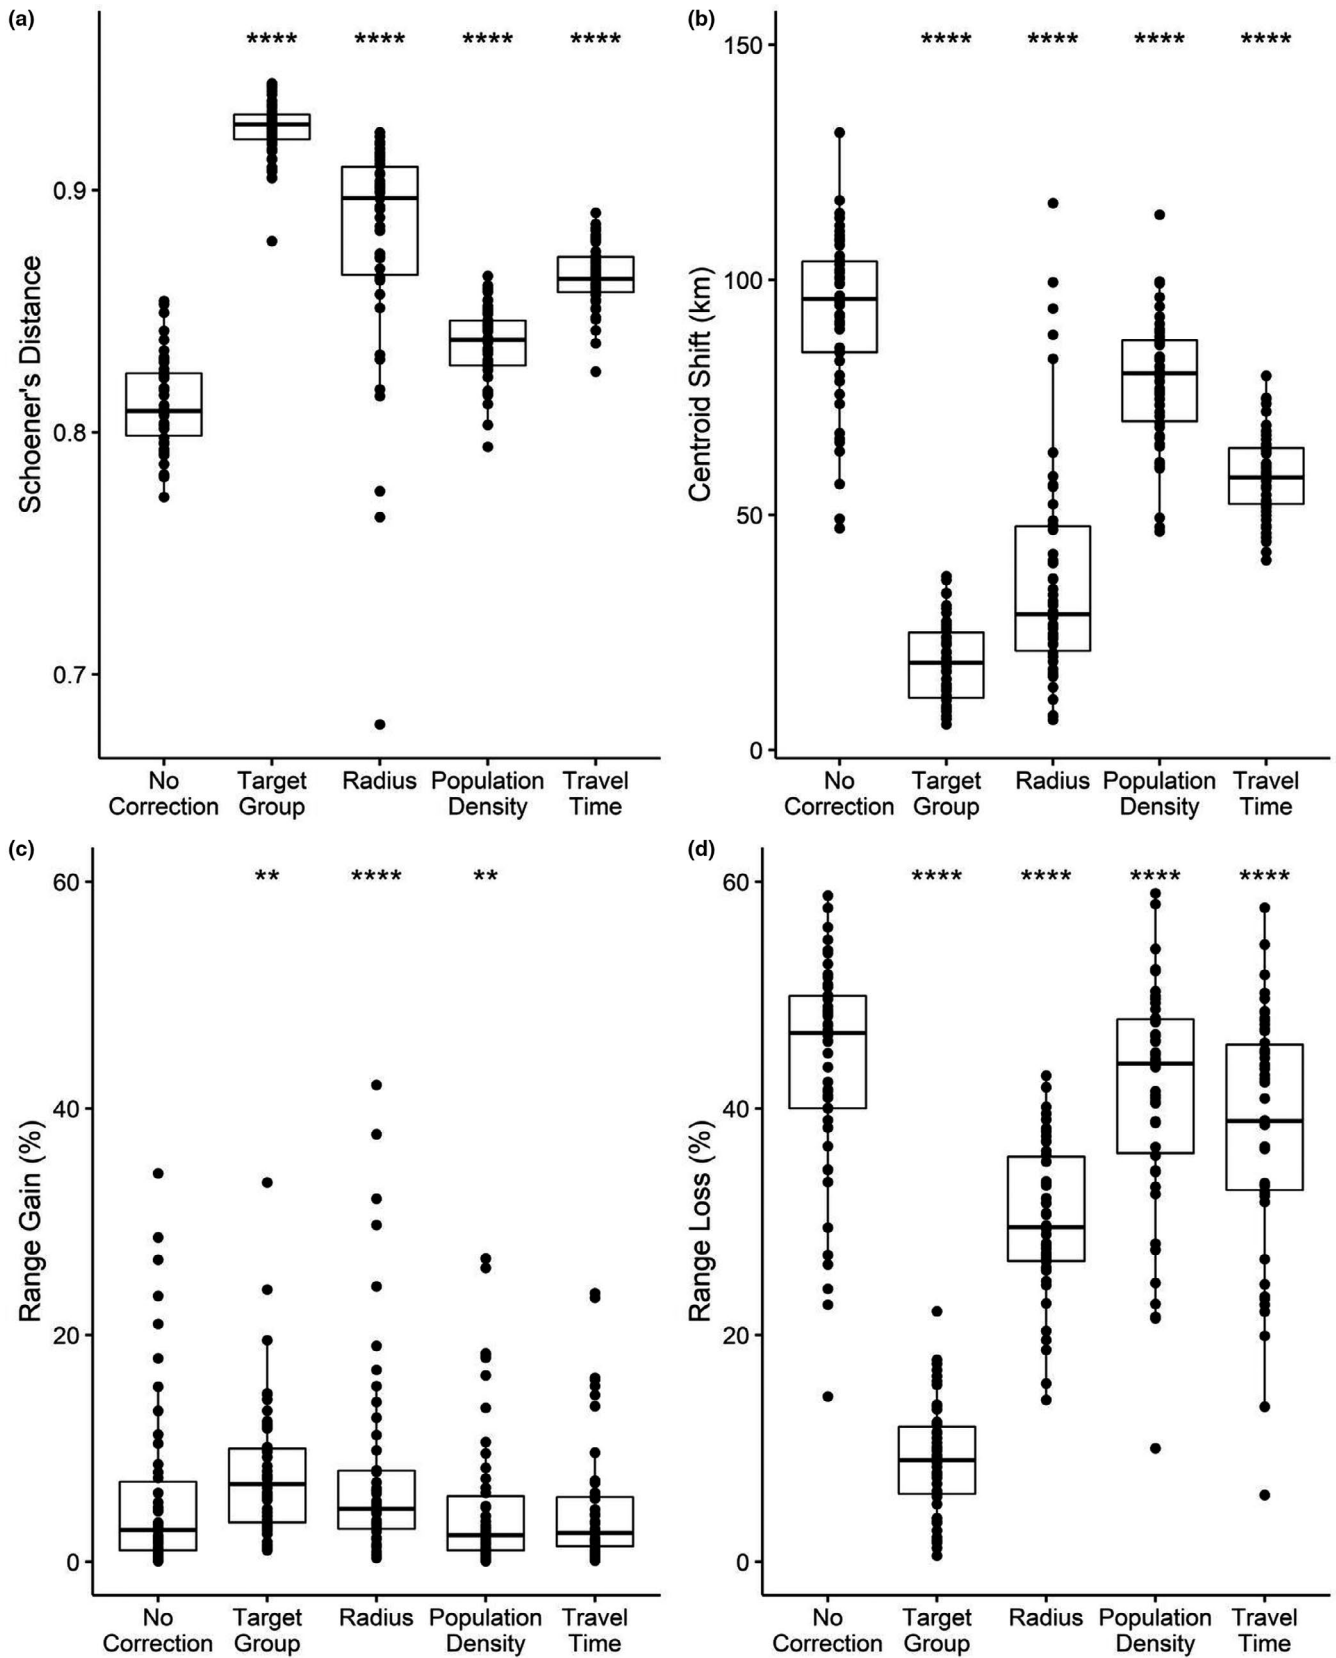 (a)
**** **** **** ****
Schoener's Distance
0.9
0.8
0.7
No Correction
Target Group
Radius
Population Density
Travel Time
(b)
**** **** **** ****
Centroid Shift (km)
150
100
50
0
No Correction
Target Group
Radius
Population Density
Travel Time
(c)
** **** **
Range Gain (%)
60
40
20
0
No Correction
Target Group
Radius
Population Density
Travel Time
(d)
**** **** **** ****
Range Loss (%)
60
40
20
0
No Correction
Target Group
Radius
Population Density
Travel Time